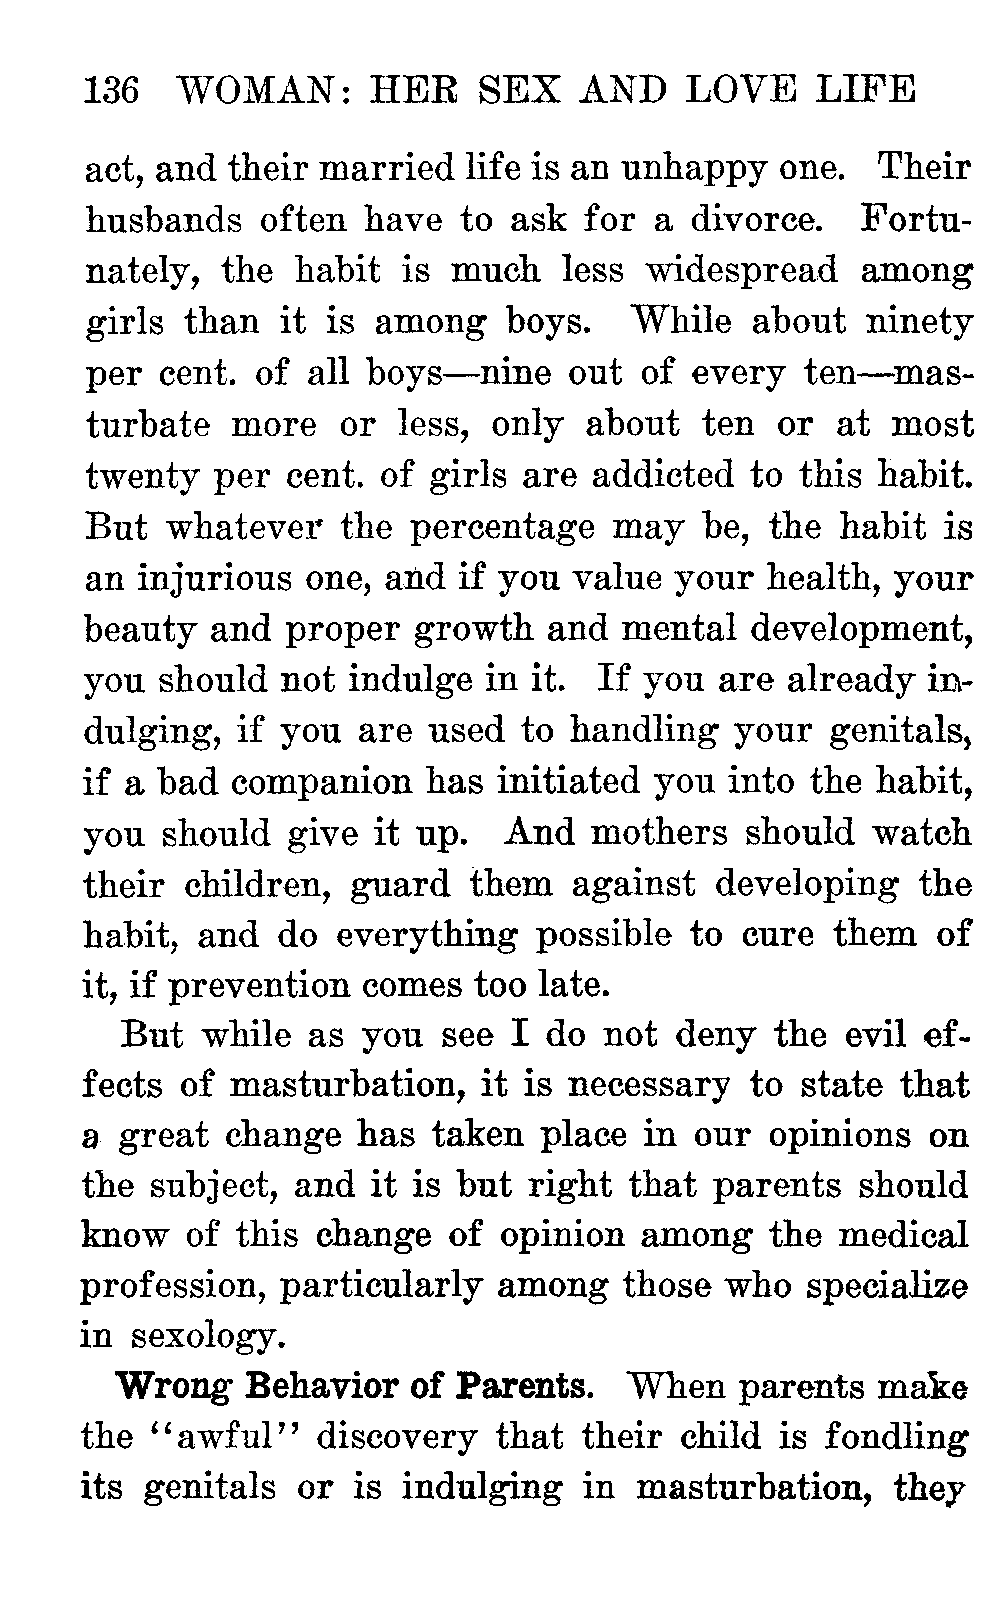 136 WOMAN: HER SEX AND LOVE LIFE
act, and their married life is an unhappy one. Their
husbands often have to ask for a divorce. Fortu-
nately, the habit is much less widespread among
girls than it is among boys. While about ninety
per cent. of all boys—nine out of every ten—mas-
turbate more or less, only about ten or at most
twenty per cent. of girls are addicted to this habit.
But whatever the percentage may be, the habit is
an injurious one, and if you value your health, your
beauty and proper growth and mental development,
you should not indulge in it. If you are already in-
dulging, if you are used to handling your genitals,
if a bad companion has initiated you into the habit,
you should give it up. And mothers should watch
their children, guard them against developing the
habit, and do everything possible to cure them of
it, if prevention comes too late.
But while as you see I do not deny the evil ef-
fects of masturbation, it is necessary to state that
a great change has taken place in our opinions on
the subject, and it is but right that parents should
know of this change of opinion among the medical
profession, particularly among those who specialize
in sexology.
Wrong Behavior of Parents. When parents make
the "awful" discovery that their child is fondling
its genitals or is indulging in masturbation, they